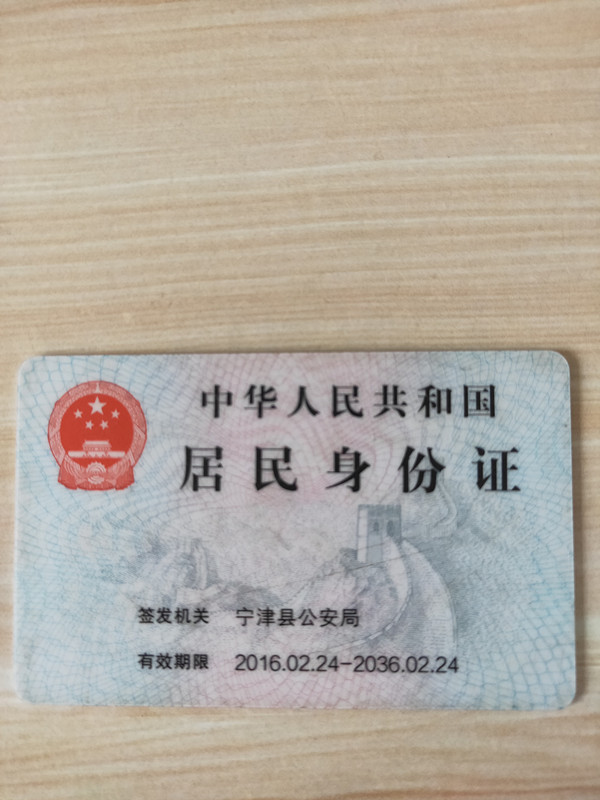 中华人民共和国
居民身份证
签发机关 宁津县公安局
有效期限 2016.02.24-2036.02.24